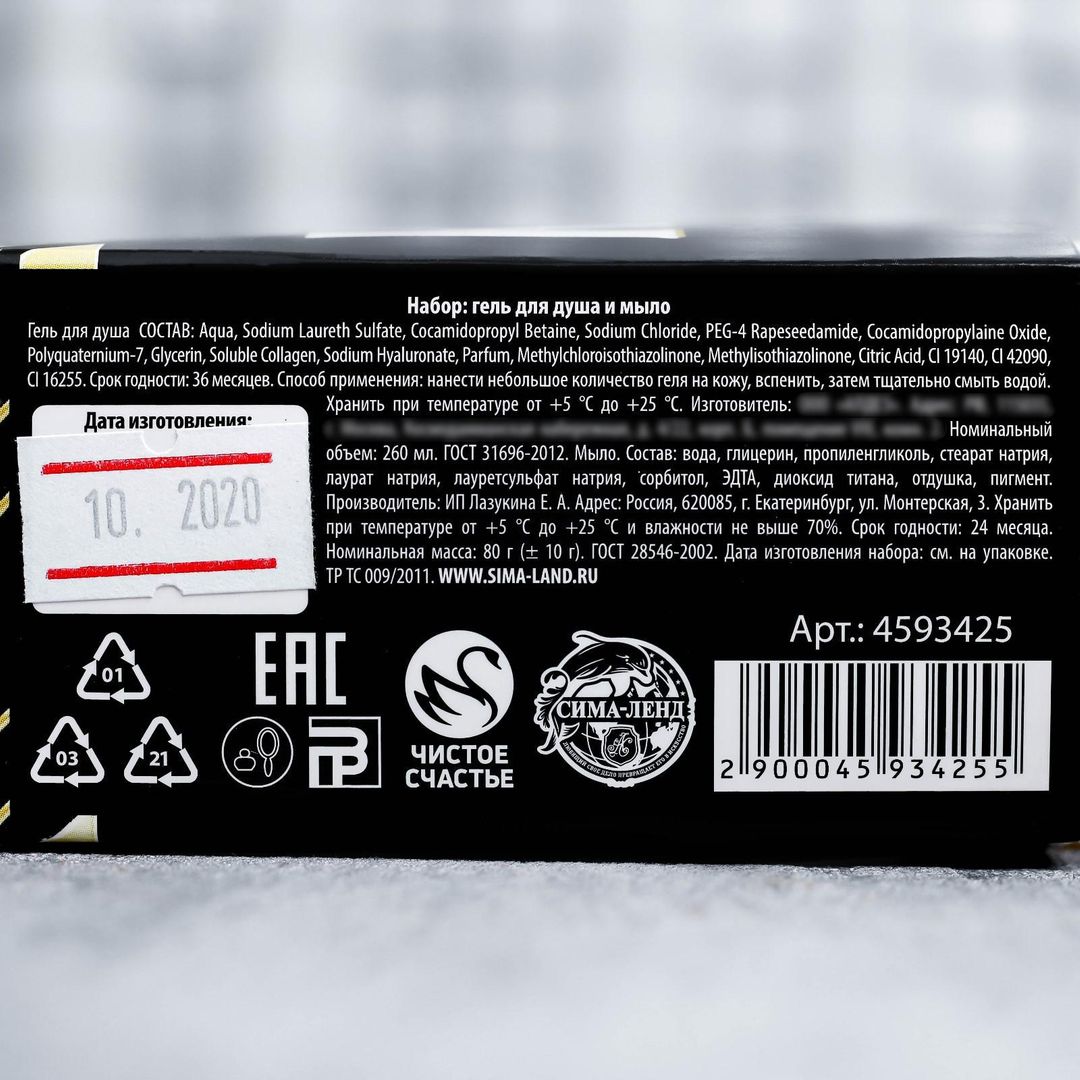 Набор: гель для душа и мыло
Гель для душа СОСТАВ: Aqua, Sodium Laureth Sulfate, Cocamidopropyl Betaine, Sodium Chloride, PEG-4 Rapeseedamide, Cocamidopropylaine Oxide,
Polyquaternium-7, Glycerin, Soluble Collagen, Sodium Hyaluronate, Parfum, Methylchloroisothiazolinone, Methylisothiazolinone, Citric Acid, CI 19140, CI 42090,
CI 16255. Срок годности: 36 месяцев. Способ применения: нанести небольшое количество геля на кожу, вспенить, затем тщательно смыть водой.
Хранить при температуре от +5 °C до +25 °C. Изготовитель:
Номинальный
объем: 260 мл. ГОСТ 31696-2012. Мыло. Состав: вода, глицерин, пропиленгликоль, стеарат натрия,
лаурат натрия, лауретсульфат натрия, сорбитол, ЭДТА, диоксид титана, отдушка, пигмент.
Производитель: ИП Лазукина Е. А. Адрес: Россия, 620085, г. Екатеринбург, ул. Монтерская, 3. Хранить
при температуре от +5 °C до +25 °C и влажности не выше 70%. Срок годности: 24 месяца.
Номинальная масса: 80 г (± 10 г). ГОСТ 28546-2002. Дата изготовления набора: см. на упаковке.
ТР ТС 009/2011. WWW.SIMA-LAND.RU
Дата изготовления:
10. 2020
Арт.: 4593425
01
03
21
EAC
ЧИСТОЕ
СЧАСТЬЕ
СИМА-ЛЕНД
2 900045 934255